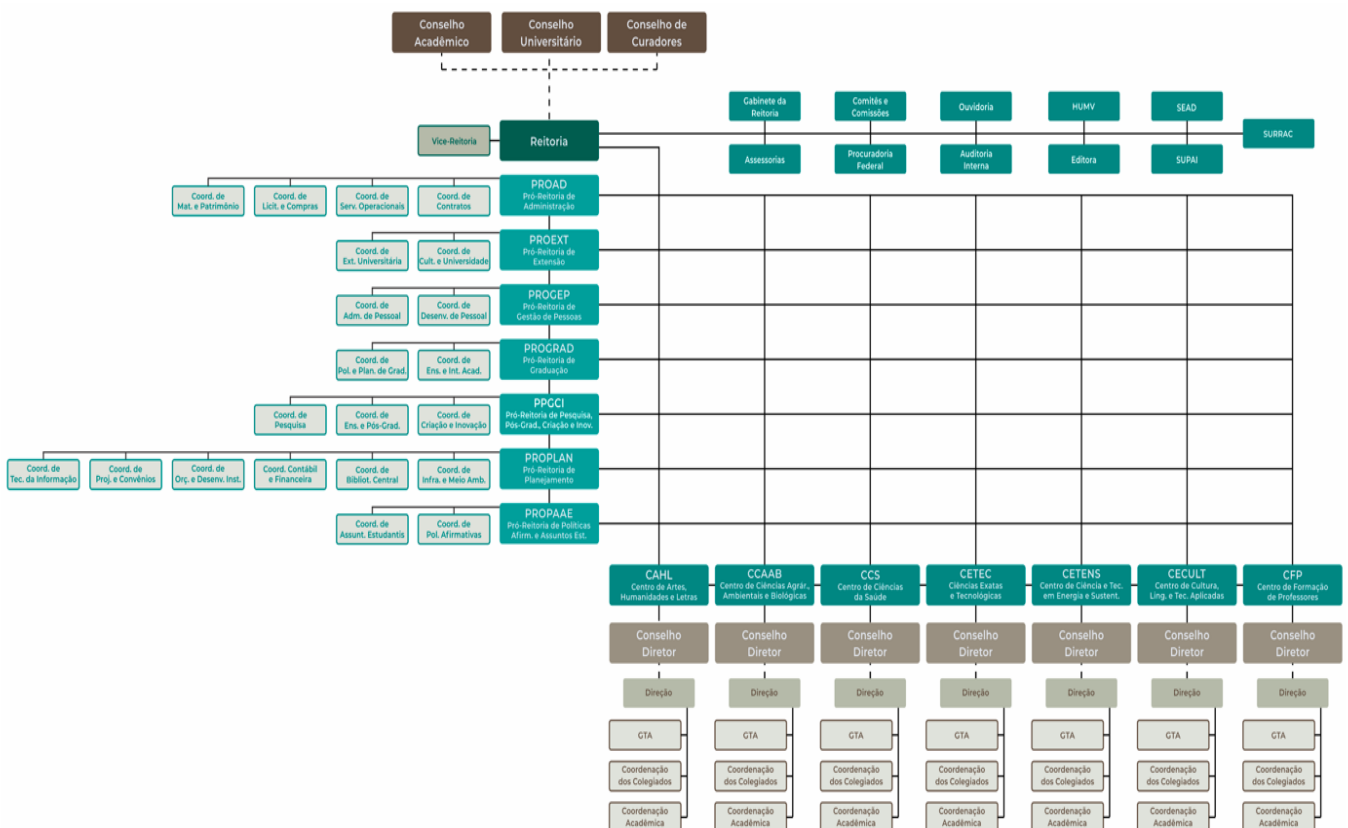 Conselho
Acadêmico
Conselho
Universitário
Conselho de
Curadores
Gabinete da
Reitoria
Comitês e
Comissões
Ouvidoria
HUMV
SEAD
SURRAC
Vice-Reitoria
Reitoria
Assessorias
Procuradoria
Federal
Auditoria
Interna
Editora
SUPAI
PROAD
Pró-Reitoria de
Administração
Coord. de
Mat. e Patrimônio
Coord. de
Licit. e Compras
Coord. de
Serv. Operacionais
Coord. de
Contratos
PROEXT
Pró-Reitoria de
Extensão
Coord. de
Ext. Universitária
Coord. de
Cult. e Universidade
PROGEP
Pró-Reitoria de
Gestão de Pessoas
Coord. de
Adm. de Pessoal
Coord. de
Desenv. de Pessoal
PROGRAD
Pró-Reitoria de
Graduação
Coord. de
Pol. e Plan. de Grad.
Coord. de
Ens. e Int. Acad.
PPGCI
Pró-Reitoria de Pesquisa,
Pós-Grad., Criação e Inov.
Coord. de
Pesquisa
Coord. de
Ens. e Pós-Grad.
Coord. de
Criação e Inovação
PROPLAN
Pró-Reitoria de
Planejamento
Coord. de
Tec. da Informação
Coord. de
Proj. e Convênios
Coord. de
Orç. e Desenv. Inst.
Coord. Contábil
e Financeira
Coord. de
Bibliot. Central
Coord. de
Infra. e Meio Amb.
PROPAAE
Pró-Reitoria de Políticas
Afirm. e Assuntos Est.
Coord. de
Assunt. Estudantis
Coord. de
Pol. Afirmativas
CAHL
Centro de Artes,
Humanidades e Letras
CCAAB
Centro de Ciências Agrár.,
Ambientais e Biológicas
CCS
Centro de Ciências
da Saúde
CETEC
Ciências Exatas
e Tecnológicas
CETENS
Centro de Ciência e Tec.
em Energia e Sustent.
CECULT
Centro de Cultura,
Ling. e Tec. Aplicadas
CFP
Centro de Formação
de Professores
Conselho
Diretor
Conselho
Diretor
Conselho
Diretor
Conselho
Diretor
Conselho
Diretor
Conselho
Diretor
Conselho
Diretor
Direção
Direção
Direção
Direção
Direção
Direção
Direção
GTA
GTA
GTA
GTA
GTA
GTA
GTA
Coordenação
dos Colegiados
Coordenação
dos Colegiados
Coordenação
dos Colegiados
Coordenação
dos Colegiados
Coordenação
dos Colegiados
Coordenação
dos Colegiados
Coordenação
dos Colegiados
Coordenação
Acadêmica
Coordenação
Acadêmica
Coordenação
Acadêmica
Coordenação
Acadêmica
Coordenação
Acadêmica
Coordenação
Acadêmica
Coordenação
Acadêmica